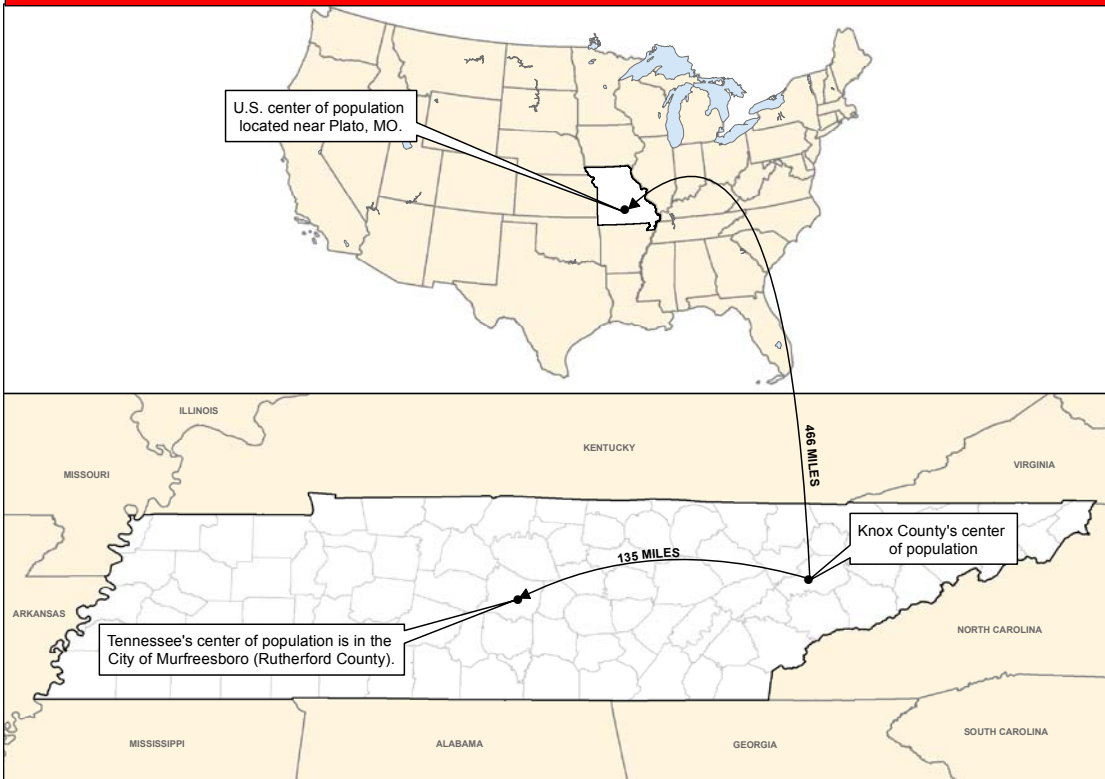 U.S. center of population
located near Plato, MO.
ILLINOIS
KENTUCKY
466 MILES
MISSOURI
VIRGINIA
Knox County's center
of population
135 MILES
ARKANSAS
NORTH CAROLINA
Tennessee's center of population is in the
City of Murfreesboro (Rutherford County).
SOUTH CAROLINA
MISSISSIPPI
ALABAMA
GEORGIA